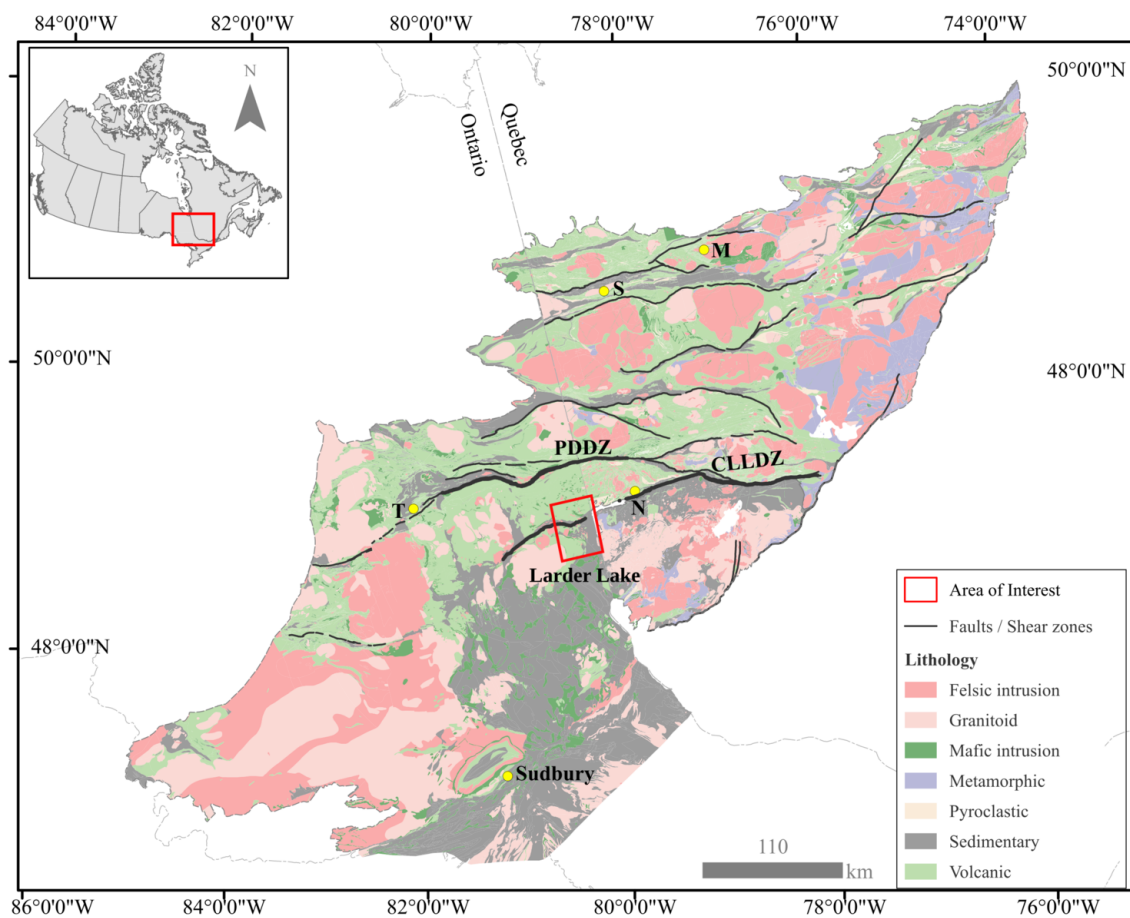 84°0'0"W 82°0'0"W 80°0'0"W 78°0'0"W 76°0'0"W 74°0'0"W
N
50°0'0"N
Quebec
Ontario
M
S
50°0'0"N
48°0'0"N
PDDZ
CLLDZ
T
N
Larder Lake
48°0'0"N
Sudbury
Area of Interest
Faults / Shear zones
Lithology
Felsic intrusion
Granitoid
Mafic intrusion
Metamorphic
Pyroclastic
Sedimentary
Volcanic
110
km
86°0'0"W 84°0'0"W 82°0'0"W 80°0'0"W 78°0'0"W 76°0'0"W